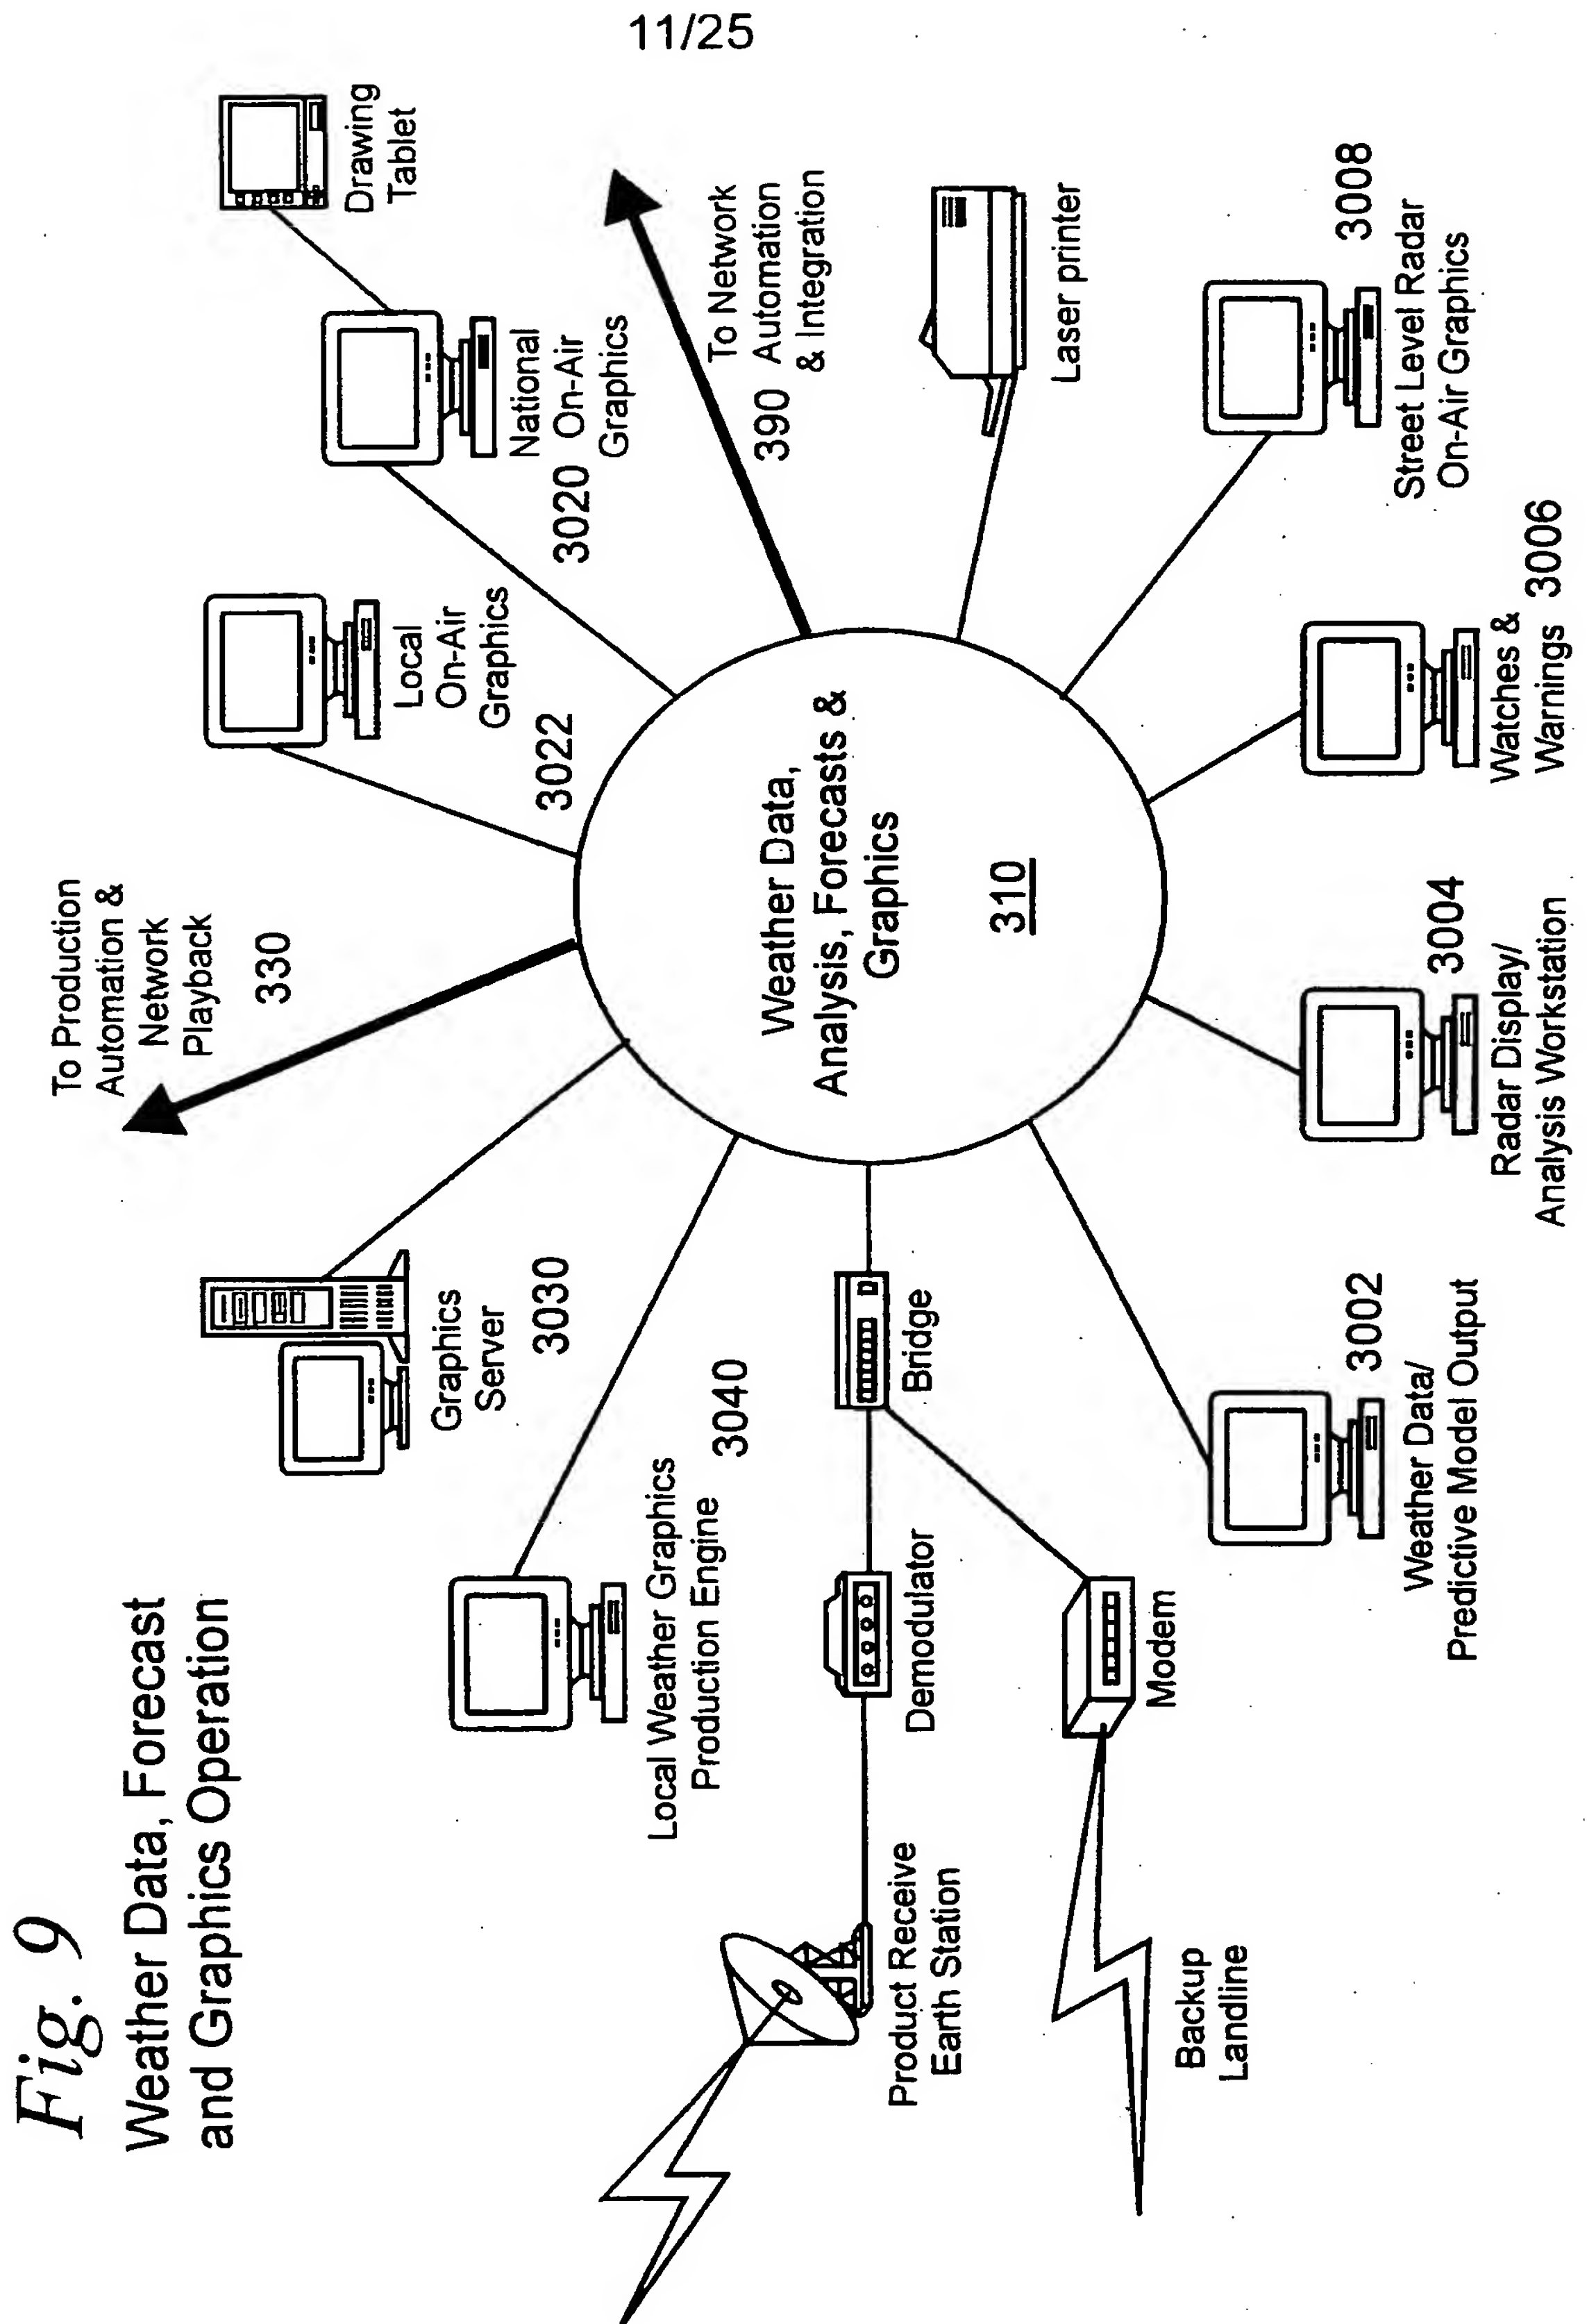 11/25
Fig. 9
Weather Data, Forecast
and Graphics Operation
To Production
Automation &
Network
Playback
330
Drawing
Tablet
Local
On-Air
Graphics
3022
National
3020 On-Air
Graphics
Graphics
Server
3030
Local Weather Graphics
Production Engine
3040
To Network
390 Automation
& Integration
Weather Data,
Analysis, Forecasts &
Graphics
310
Bridge
Demodulator
Product Receive
Earth Station
Laser printer
Modem
Backup
Landline
3002
Weather Data/
Predictive Model Output
3004
Radar Display/
Analysis Workstation
Watches &
Warnings 3006
3008
Street Level Radar
On-Air Graphics